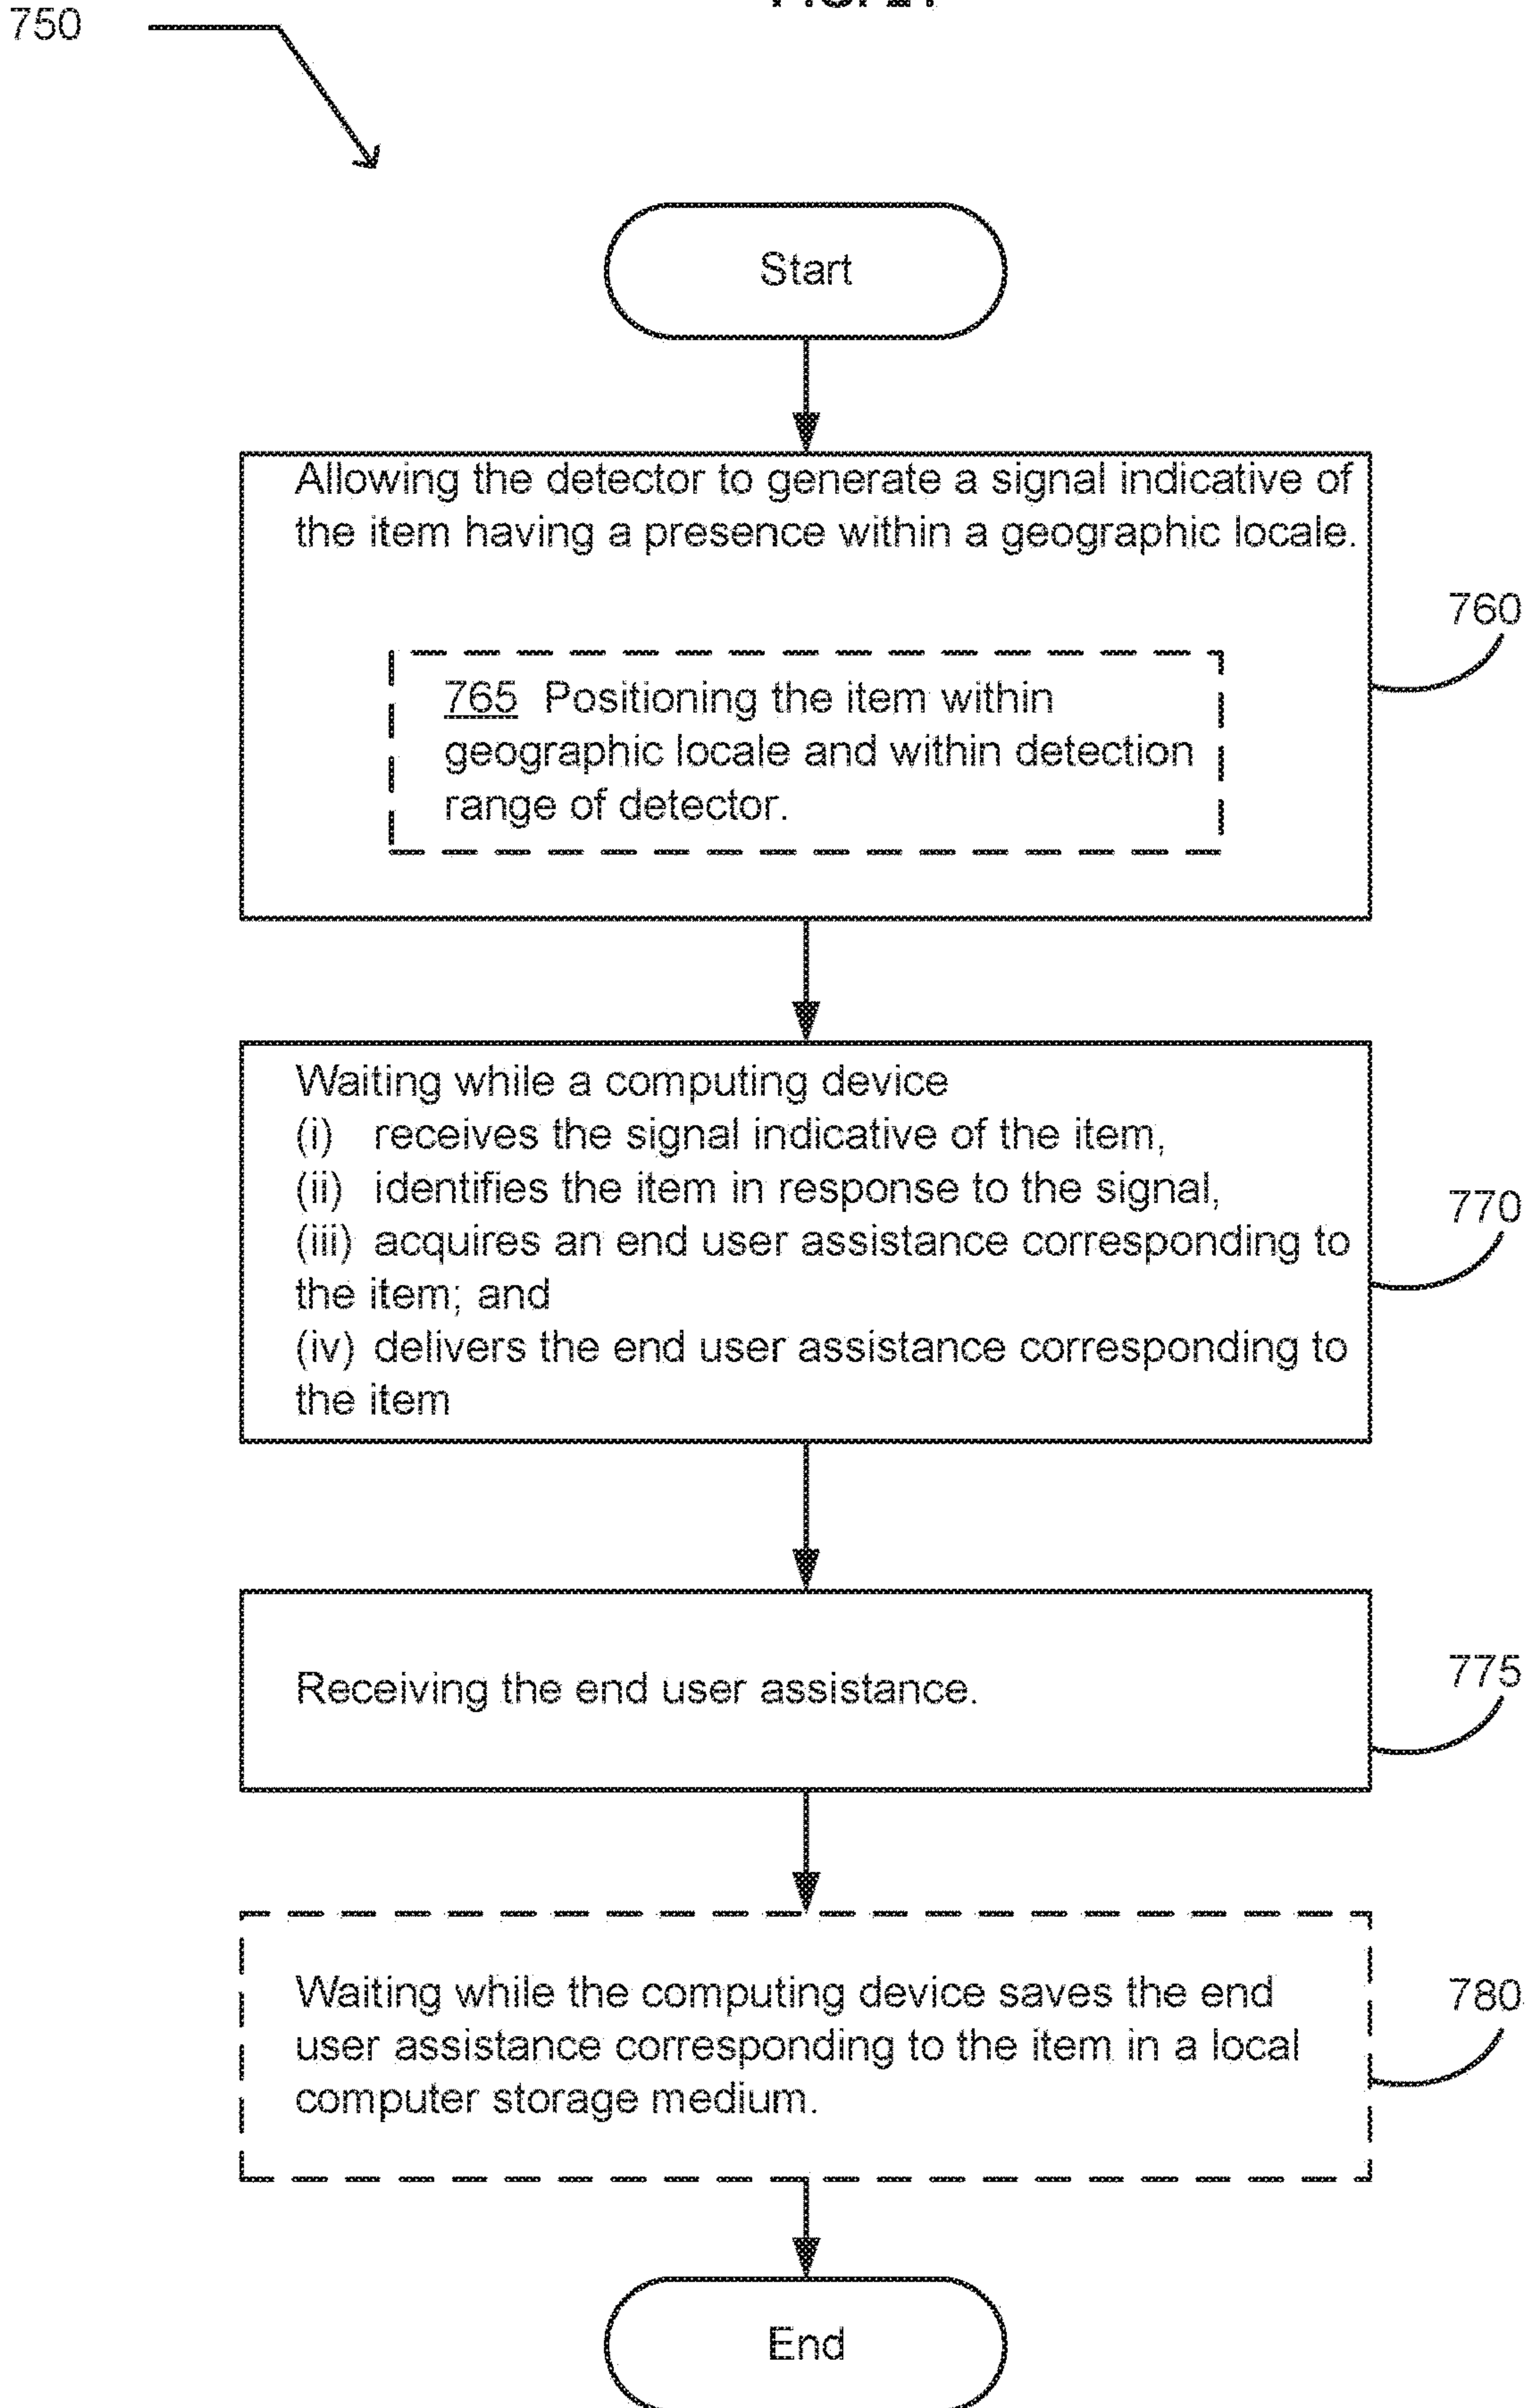 750
Start
Allowing the detector to generate a signal indicative of
the item having a presence within a geographic locale.
760
765 Positioning the item within
geographic locale and within detection
range of detector.
Waiting while a computing device
(i) receives the signal indicative of the item,
(ii) identifies the item in response to the signal,
(iii) acquires an end user assistance corresponding to
the item; and
(iv) delivers the end user assistance corresponding to
the item
770
Receiving the end user assistance.
775
Waiting while the computing device saves the end
user assistance corresponding to the item in a local
computer storage medium.
780
End